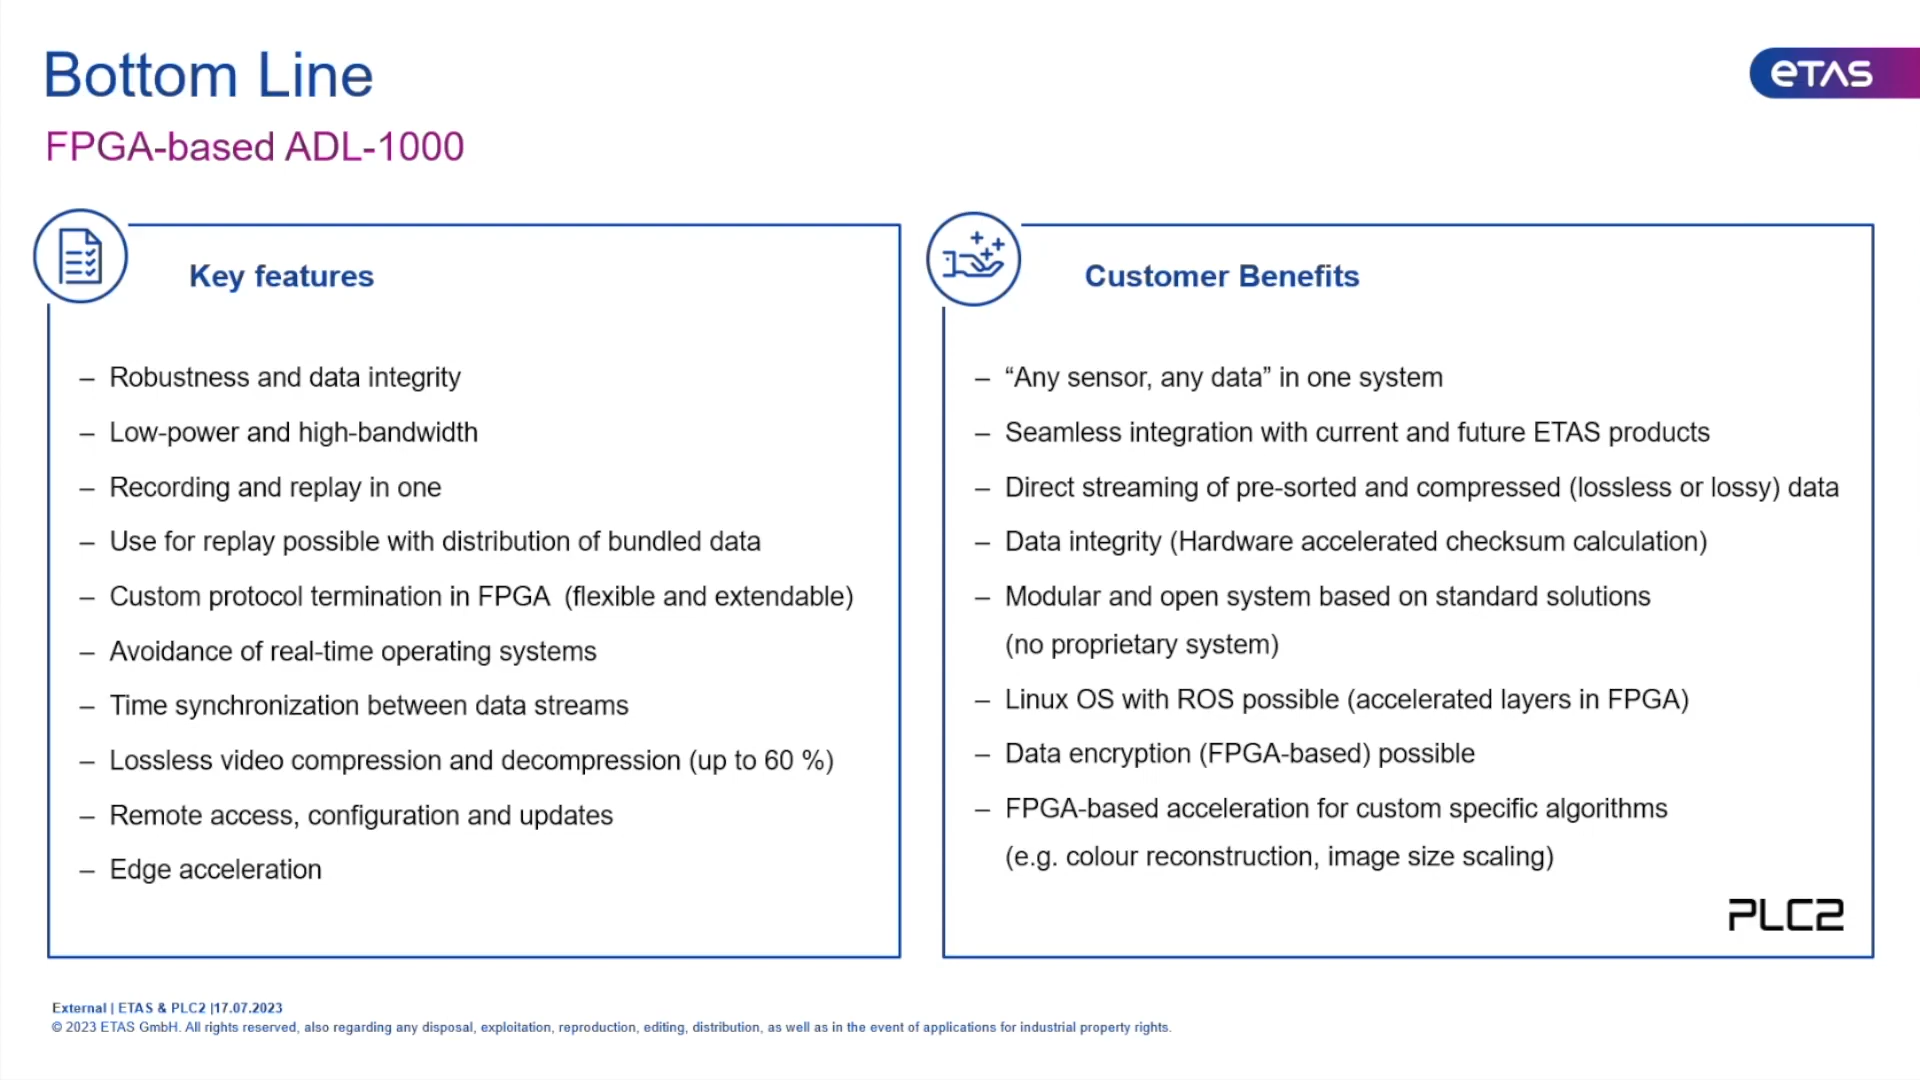 Bottom Line
eTAS
FPGA-based ADL-1000
Key features
– Robustness and data integrity
– Low-power and high-bandwidth
– Recording and replay in one
– Use for replay possible with distribution of bundled data
– Custom protocol termination in FPGA (flexible and extendable)
– Avoidance of real-time operating systems
– Time synchronization between data streams
– Lossless video compression and decompression (up to 60 %)
– Remote access, configuration and updates
– Edge acceleration
Customer Benefits
– “Any sensor, any data” in one system
– Seamless integration with current and future ETAS products
– Direct streaming of pre-sorted and compressed (lossless or lossy) data
– Data integrity (Hardware accelerated checksum calculation)
– Modular and open system based on standard solutions
(no proprietary system)
– Linux OS with ROS possible (accelerated layers in FPGA)
– Data encryption (FPGA-based) possible
– FPGA-based acceleration for custom specific algorithms
(e.g. colour reconstruction, image size scaling)
PLC2
External | ETAS & PLC2 |17.07.2023
© 2023 ETAS GmbH. All rights reserved, also regarding any disposal, exploitation, reproduction, editing, distribution, as well as in the event of applications for industrial property rights.